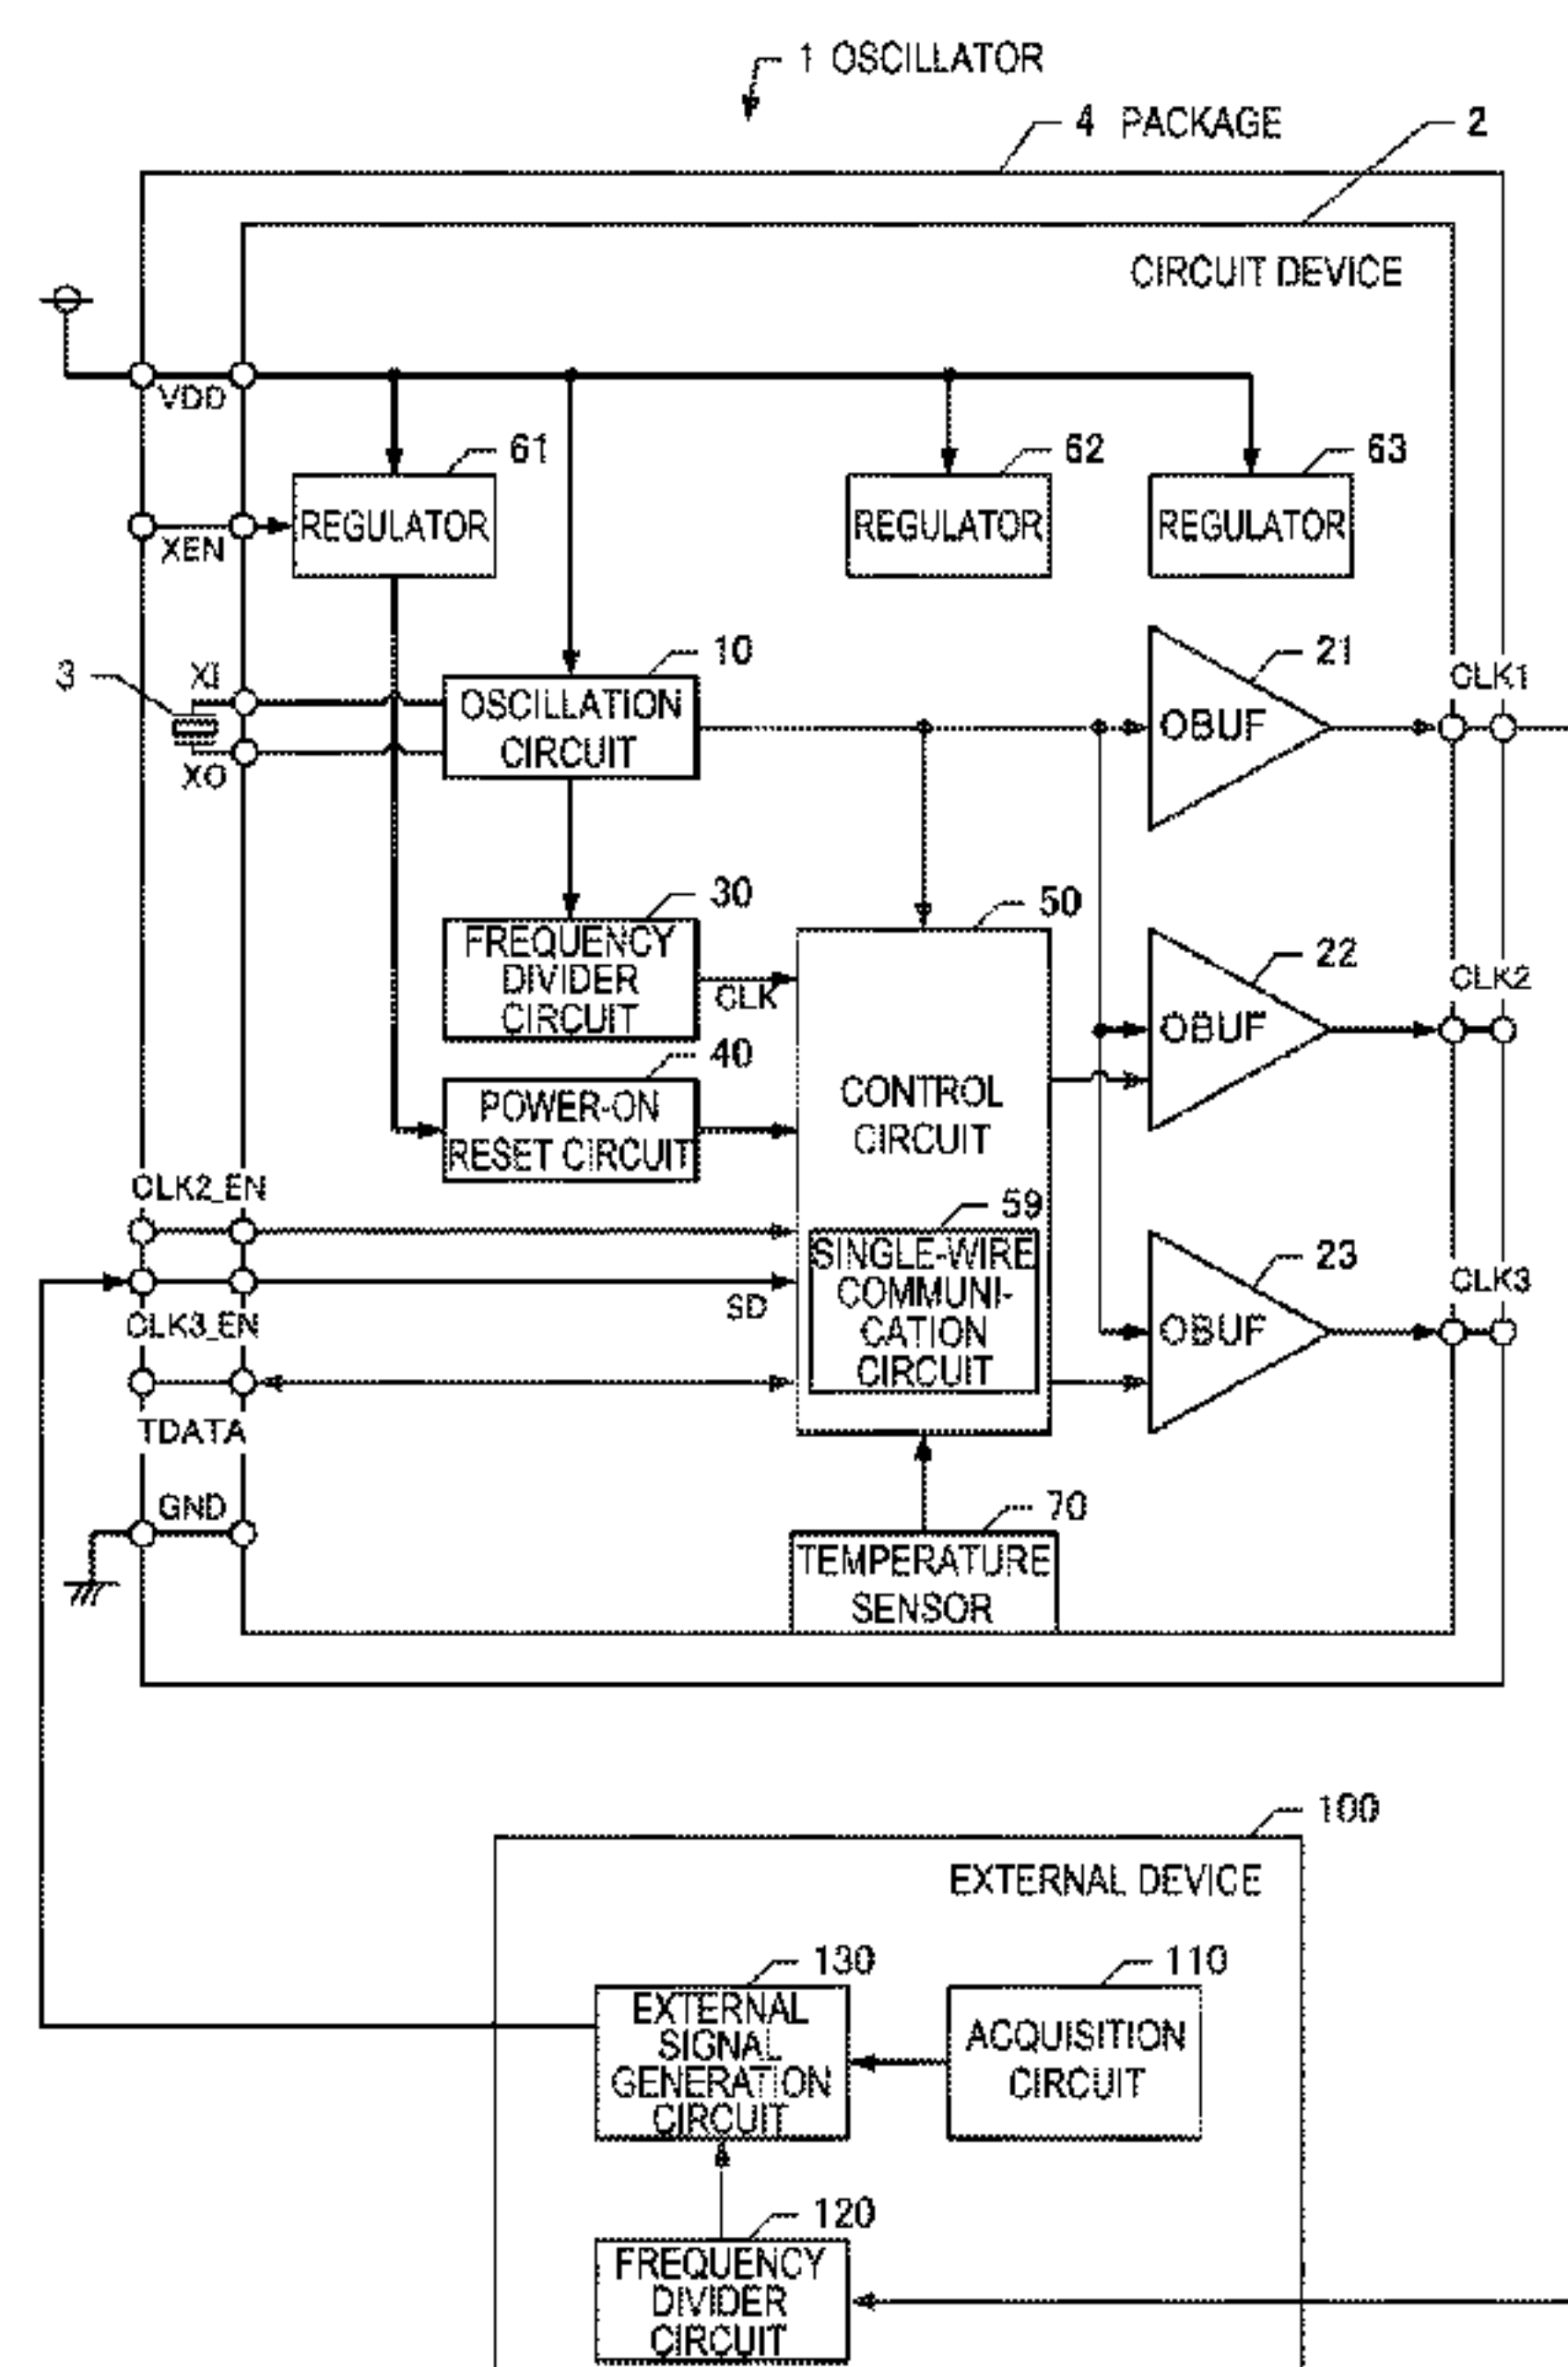 1 OSCILLATOR
4 PACKAGE
2
CIRCUIT DEVICE
VDD
61
62
63
REGULATOR
REGULATOR
REGULATOR
XEN
3
XI
XO
10
OSCILLATION
CIRCUIT
21
OBUF
CLK1
30
FREQUENCY
DIVIDER
CIRCUIT
CLK
50
CONTROL
CIRCUIT
22
OBUF
CLK2
40
POWER-ON
RESET CIRCUIT
CLK2_EN
59
SINGLE-WIRE
COMMUNI-
CATION
CIRCUIT
SD
CLK3_EN
23
OBUF
CLK3
TDATA
GND
70
TEMPERATURE
SENSOR
100
EXTERNAL DEVICE
130
EXTERNAL
SIGNAL
GENERATION
CIRCUIT
110
ACQUISITION
CIRCUIT
120
FREQUENCY
DIVIDER
CIRCUIT